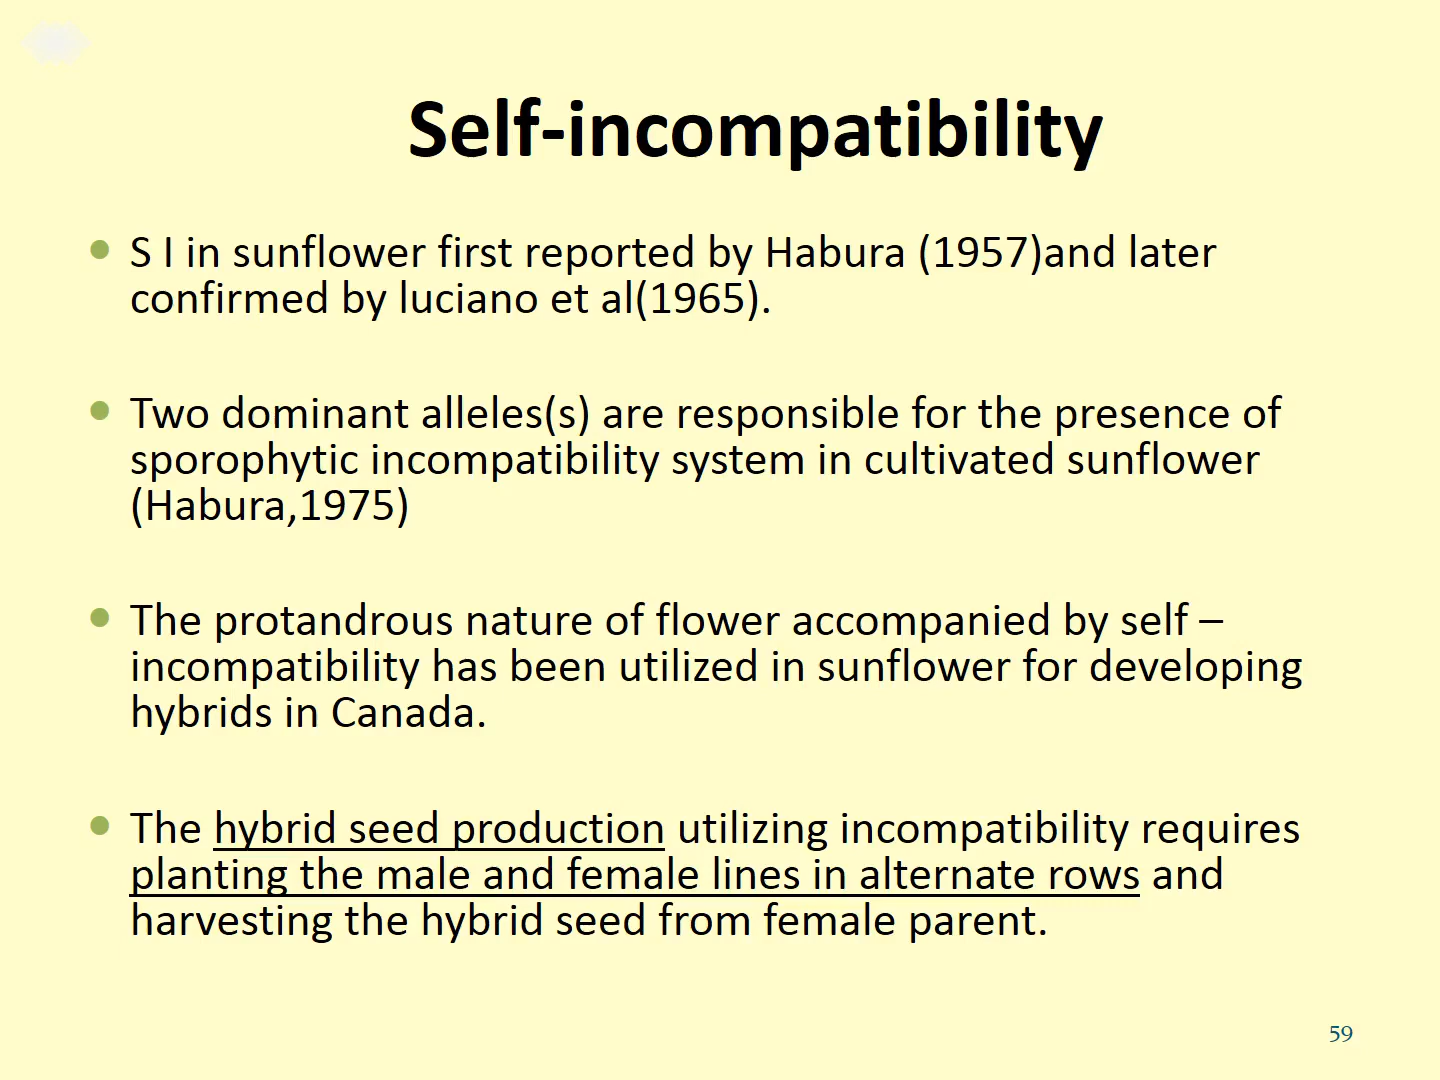 Self-incompatibility
S I in sunflower first reported by Habura (1957)and later
confirmed by luciano et al(1965).
Two dominant alleles(s) are responsible for the presence of
sporophytic incompatibility system in cultivated sunflower
(Habura,1975)
The protandrous nature of flower accompanied by self –
incompatibility has been utilized in sunflower for developing
hybrids in Canada.
The hybrid seed production utilizing incompatibility requires
planting the male and female lines in alternate rows and
harvesting the hybrid seed from female parent.
59